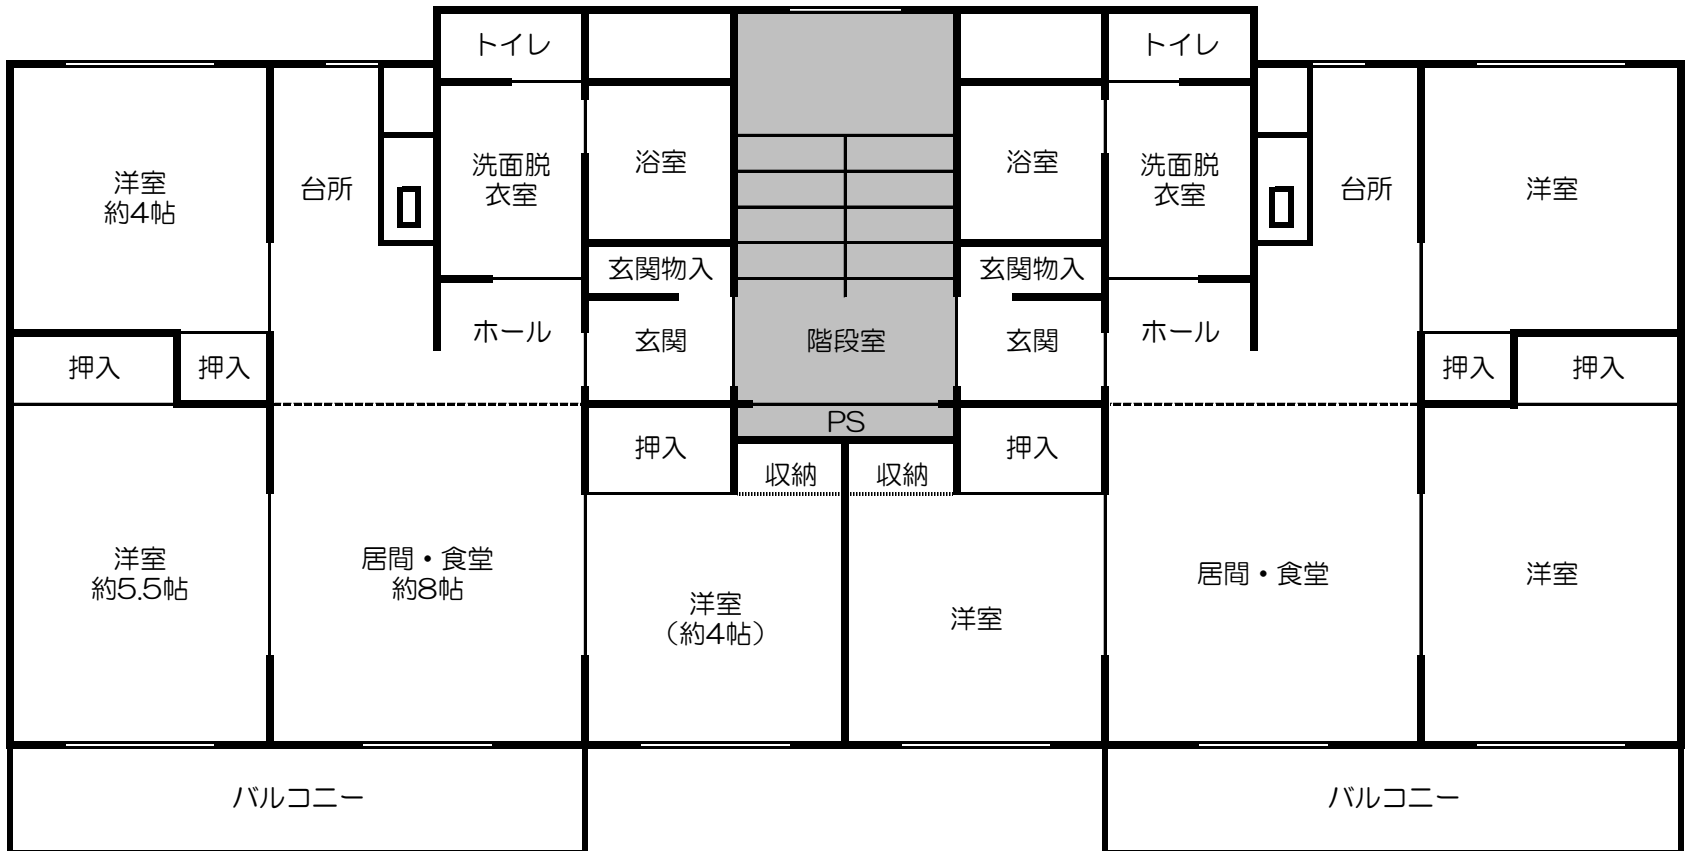 トイレ
トイレ
洋室
約4帖
台所
洗面脱
衣室
浴室
浴室
洗面脱
衣室
台所
洋室
玄関物入
玄関物入
ホール
玄関
階段室
玄関
ホール
押入
押入
押入
押入
PS
押入
押入
収納
収納
洋室
約5.5帖
居間・食堂
約8帖
洋室
（約4帖）
洋室
居間・食堂
洋室
バルコニー
バルコニー